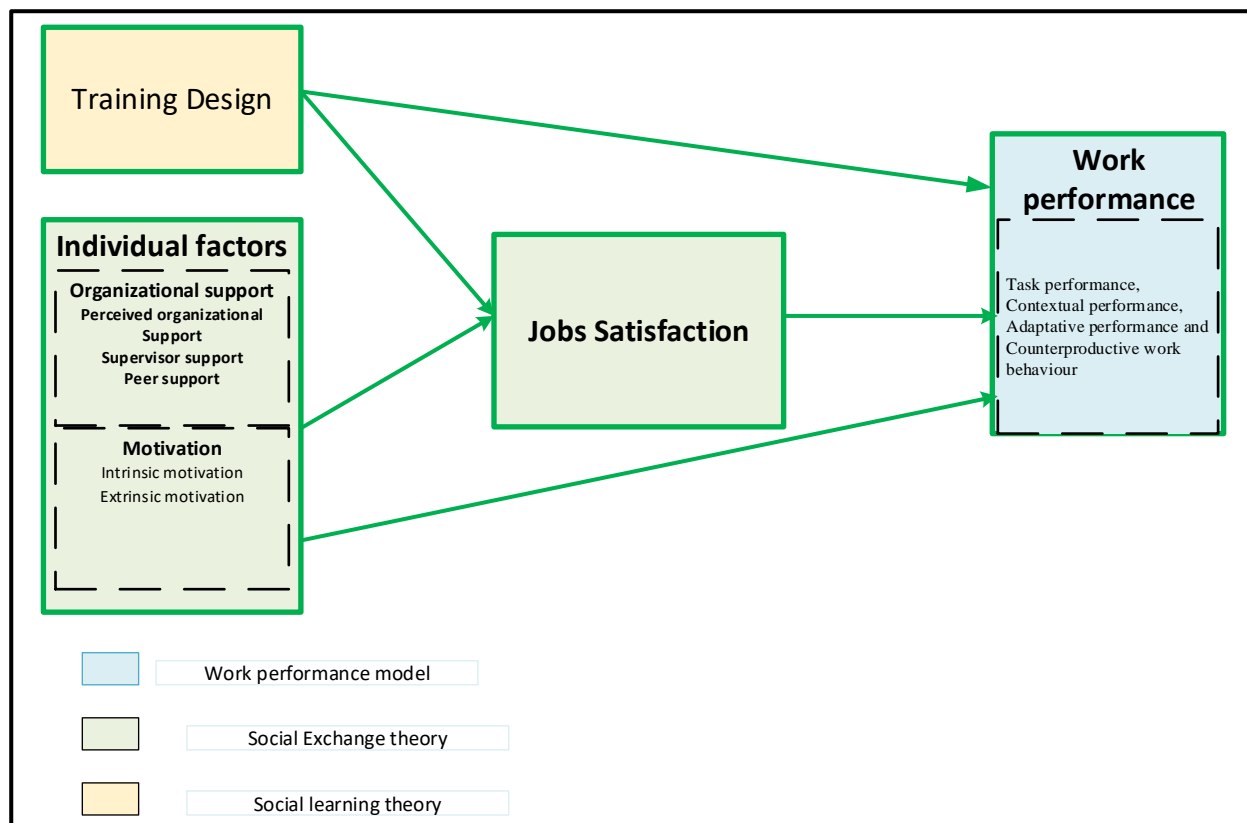 Training Design
Individual factors
Organizational support
Perceived organizational
Support
Supervisor support
Peer support
Motivation
Intrinsic motivation
Extrinsic motivation
Jobs Satisfaction
Work
performance
Task performance,
Contextual performance,
Adaptative performance and
Counterproductive work
behaviour
Work performance model
Social Exchange theory
Social learning theory